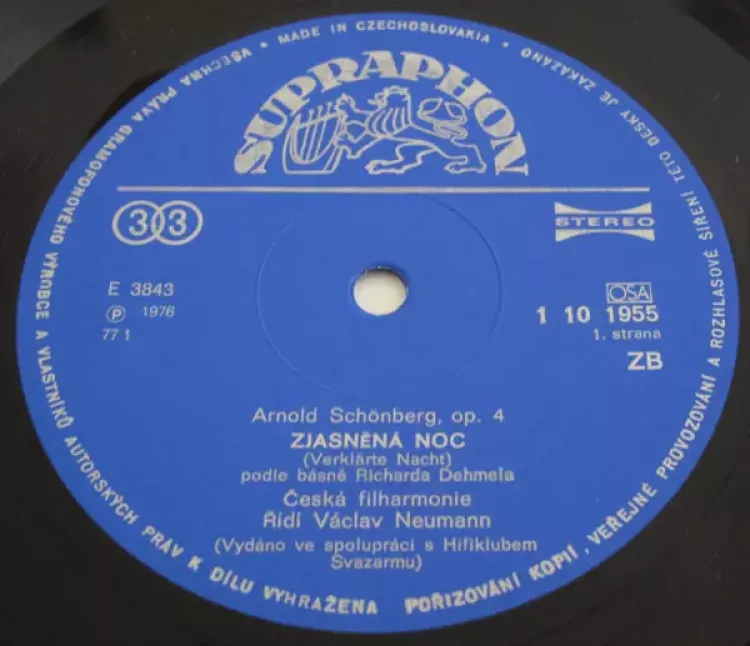 VŠECHNA PRÁVA GRAMOFONOVÉHO VÝROBCE A VLASTNÍKŮ AUTORSKÝCH PRÁV K DÍLU VYHRAŽENA
POŘIZOVÁNÍ KOPIÍ, VEŘEJNÉ PROVOZOVÁNÍ A ROZHLASOVÉ ŠÍŘENÍ TÉTO DESKY JE ZAKÁZÁNO
• MADE IN CZECHOSLOVAKIA •
SUPRAPHON
33
STEREO
E 3843
OSA
Ⓟ 1976
1 10 1955
77 1
1. strana
ZB
Arnold Schönberg, op. 4
ZJASNĚNÁ NOC
(Verklärte Nacht)
podle básně Richarda Dehmela
Česká filharmonie
Řídí Václav Neumann
(Vydáno ve spolupráci s Hifiklubem
Svazarmu)